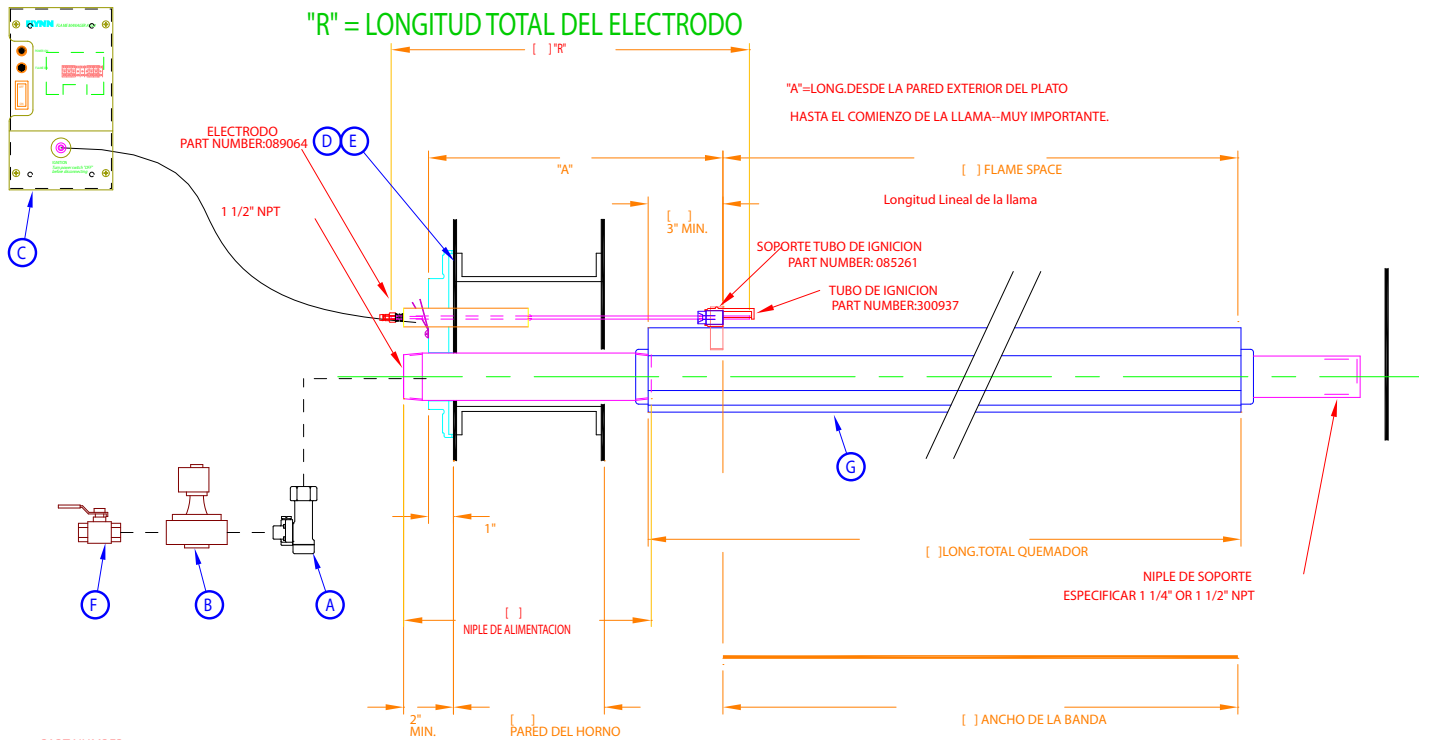 "R" = LONGITUD TOTAL DEL ELECTRODO
[ ] "R"
"A"=LONG.DESDE LA PARED EXTERIOR DEL PLATO
HASTA EL COMIENZO DE LA LLAMA--MUY IMPORTANTE.
ELECTRODO
PART NUMBER:089064
D
E
"A"
[ ] FLAME SPACE
Longitud Lineal de la llama
1 1/2" NPT
[ ]
3" MIN.
C
SOPORTE TUBO DE IGNICION
PART NUMBER: 085261
TUBO DE IGNICION
PART NUMBER:300937
G
1"
[ ]LONG.TOTAL QUEMADOR
NIPLE DE SOPORTE
ESPECIFICAR 1 1/4" OR 1 1/2" NPT
F
B
A
[ ]
NIPLE DE ALIMENTACION
2"
MIN.
[ ]
PARED DEL HORNO
[ ] ANCHO DE LA BANDA